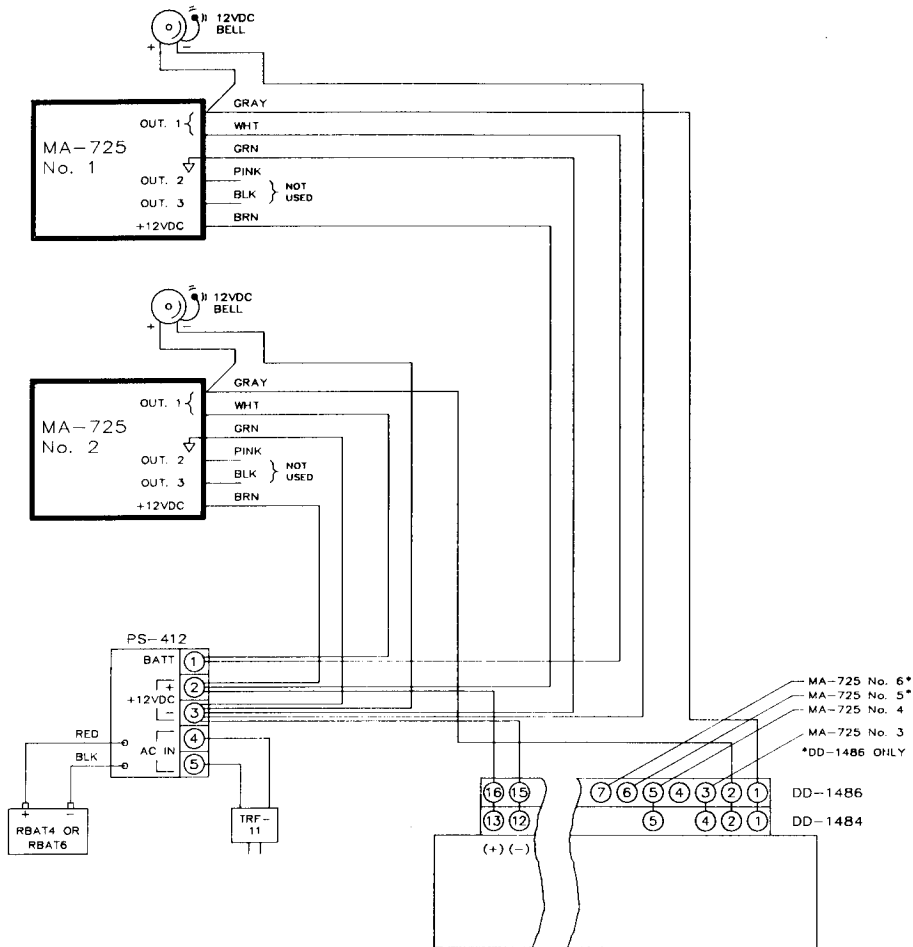 12VDC
BELL
+ −
GRAY
OUT. 1
WHT
MA-725
No. 1
GRN
PINK
OUT. 2
NOT
USED
BLK
OUT. 3
BRN
+12VDC
12VDC
BELL
+ −
GRAY
OUT. 1
WHT
MA-725
No. 2
GRN
PINK
OUT. 2
NOT
USED
BLK
OUT. 3
BRN
+12VDC
PS-412
BATT 1
+ 2
+12VDC
− 3
AC IN
4
5
RED
BLK
+ −
RBAT4 OR
RBAT6
TRF-
11
MA-725 No. 6*
MA-725 No. 5*
MA-725 No. 4
MA-725 No. 3
*DD-1486 ONLY
16 15 7 6 5 4 3 2 1 DD-1486
13 12 5 4 2 1 DD-1484
(+) (−)